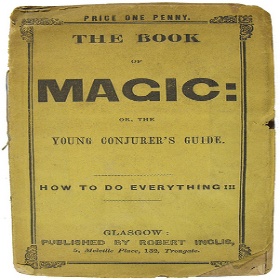 PRICE ONE PENNY.
THE BOOK
OF
MAGIC:
OR, THE
YOUNG CONJURER'S GUIDE.
HOW TO DO EVERYTHING!!!
GLASGOW:
PUBLISHED BY ROBERT INGLIS,
5, Melville Place, 152, Trongate.